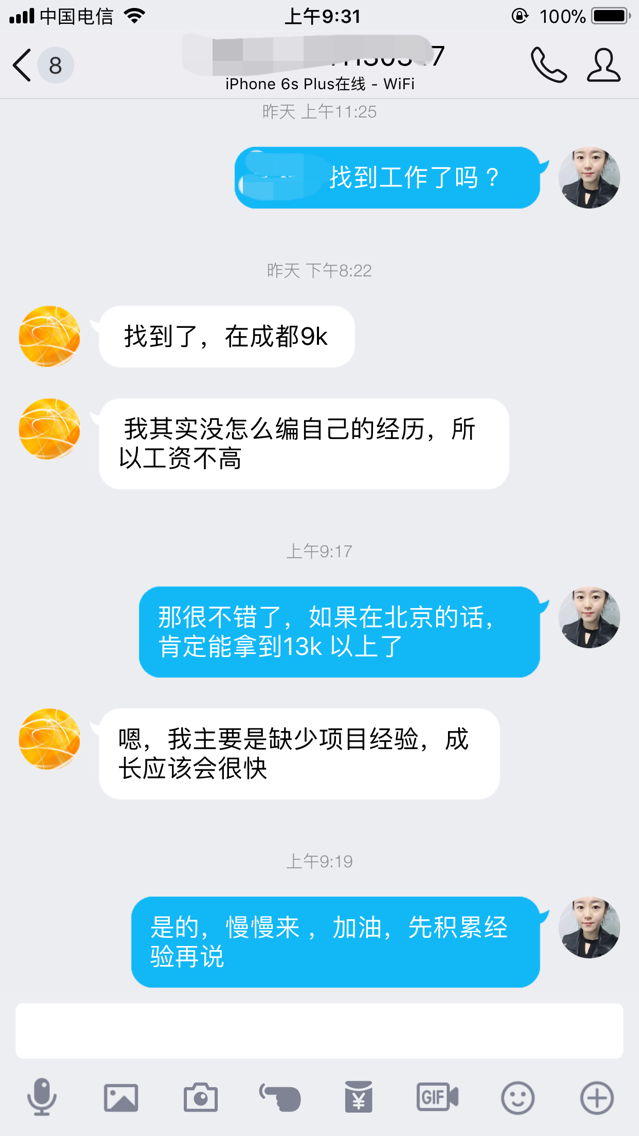 中国电信
上午9:31
100%
8
iPhone 6s Plus在线 - WiFi
昨天 上午11:25
找到工作了吗？
昨天 下午8:22
找到了，在成都9k
我其实没怎么编自己的经历，所
以工资不高
上午9:17
那很不错了，如果在北京的话，
肯定能拿到13k 以上了
嗯，我主要是缺少项目经验，成
长应该会很快
上午9:19
是的，慢慢来 ，加油，先积累经
验再说
GIF